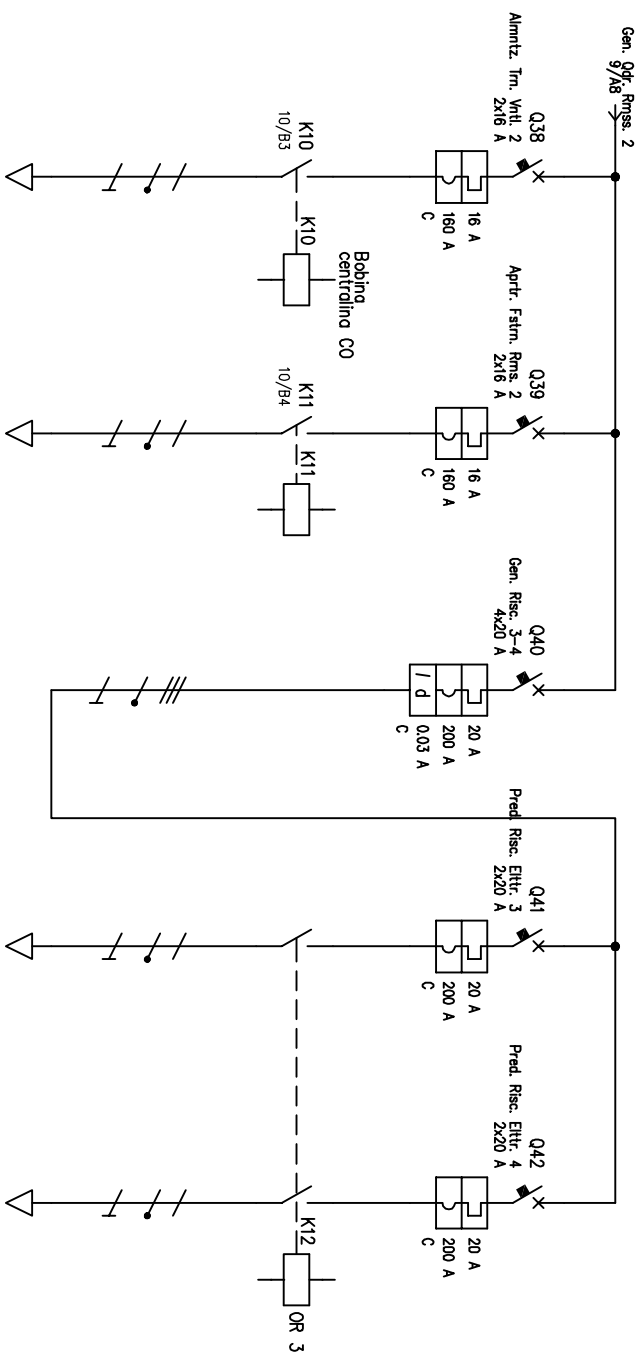 Gen. Qdr. Rmss. 2
9/A8
Q38
Almntz. Trn. Vntl. 2
2x16 A
16 A
160 A
C
K10
10/B3
K10
Bobina
centralina CO
Q39
Aprtr. Fstrn. Rms. 2
2x16 A
16 A
160 A
C
K11
10/B4
K11
Q40
Gen. Risc. 3-4
4x20 A
20 A
200 A
I d
0.03 A
C
Q41
Pred. Risc. Elttr. 3
2x20 A
20 A
200 A
C
Q42
Pred. Risc. Elttr. 4
2x20 A
20 A
200 A
C
K12
OR 3